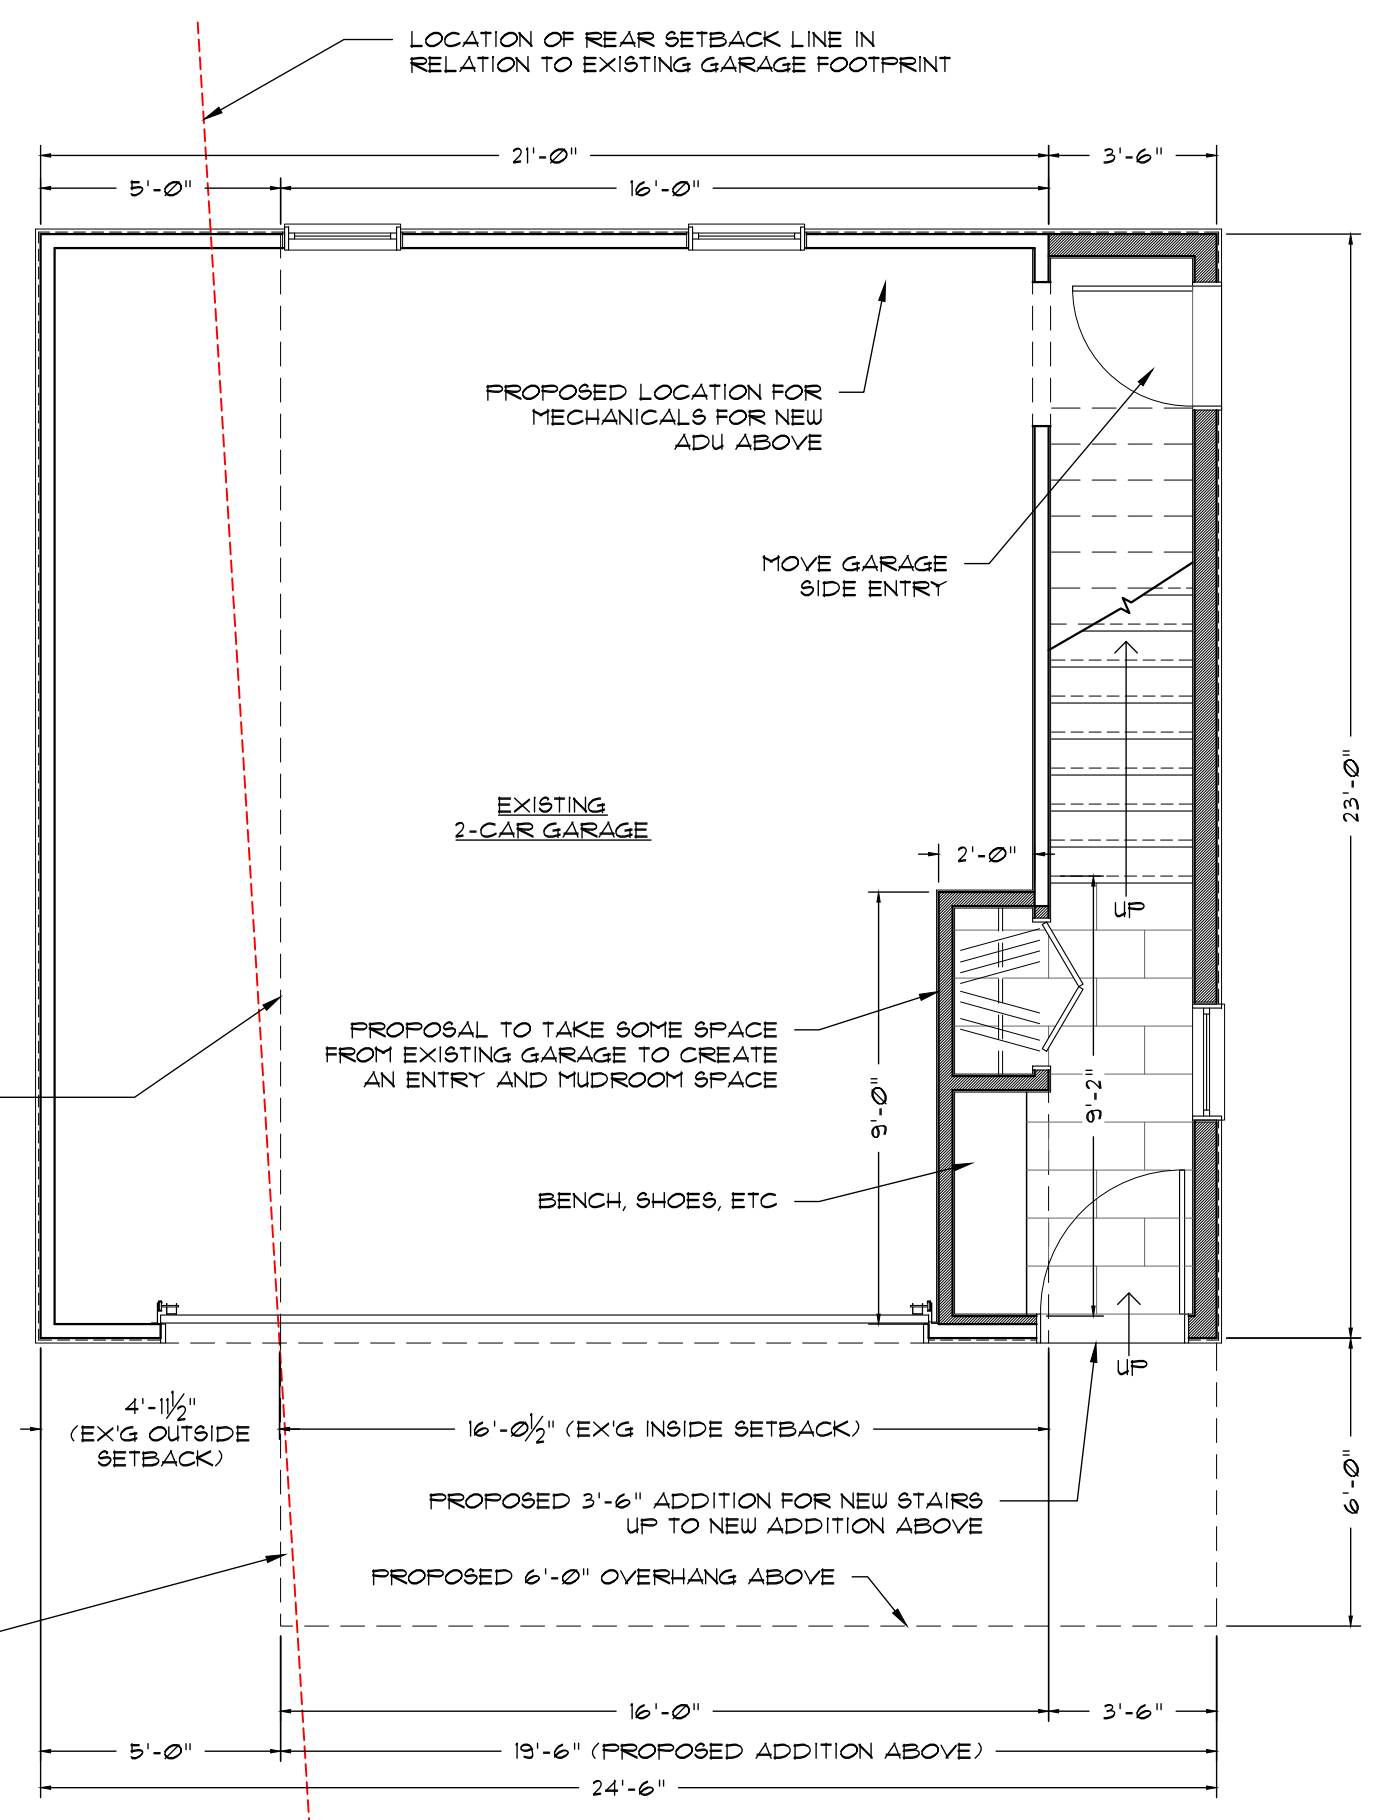 LOCATION OF REAR SETBACK LINE IN
RELATION TO EXISTING GARAGE FOOTPRINT
21'-0"
3'-6"
5'-0"
16'-0"
PROPOSED LOCATION FOR
MECHANICALS FOR NEW
ADU ABOVE
MOVE GARAGE
SIDE ENTRY
23'-0"
EXISTING
2-CAR GARAGE
2'-0"
UP
PROPOSAL TO TAKE SOME SPACE
FROM EXISTING GARAGE TO CREATE
AN ENTRY AND MUDROOM SPACE
9'-0"
9'-2"
BENCH, SHOES, ETC
UP
4'-11½"
(EX'G OUTSIDE
SETBACK)
16'-0½" (EX'G INSIDE SETBACK)
6'-0"
PROPOSED 3'-6" ADDITION FOR NEW STAIRS
UP TO NEW ADDITION ABOVE
PROPOSED 6'-0" OVERHANG ABOVE
16'-0"
3'-6"
5'-0"
19'-6" (PROPOSED ADDITION ABOVE)
24'-6"